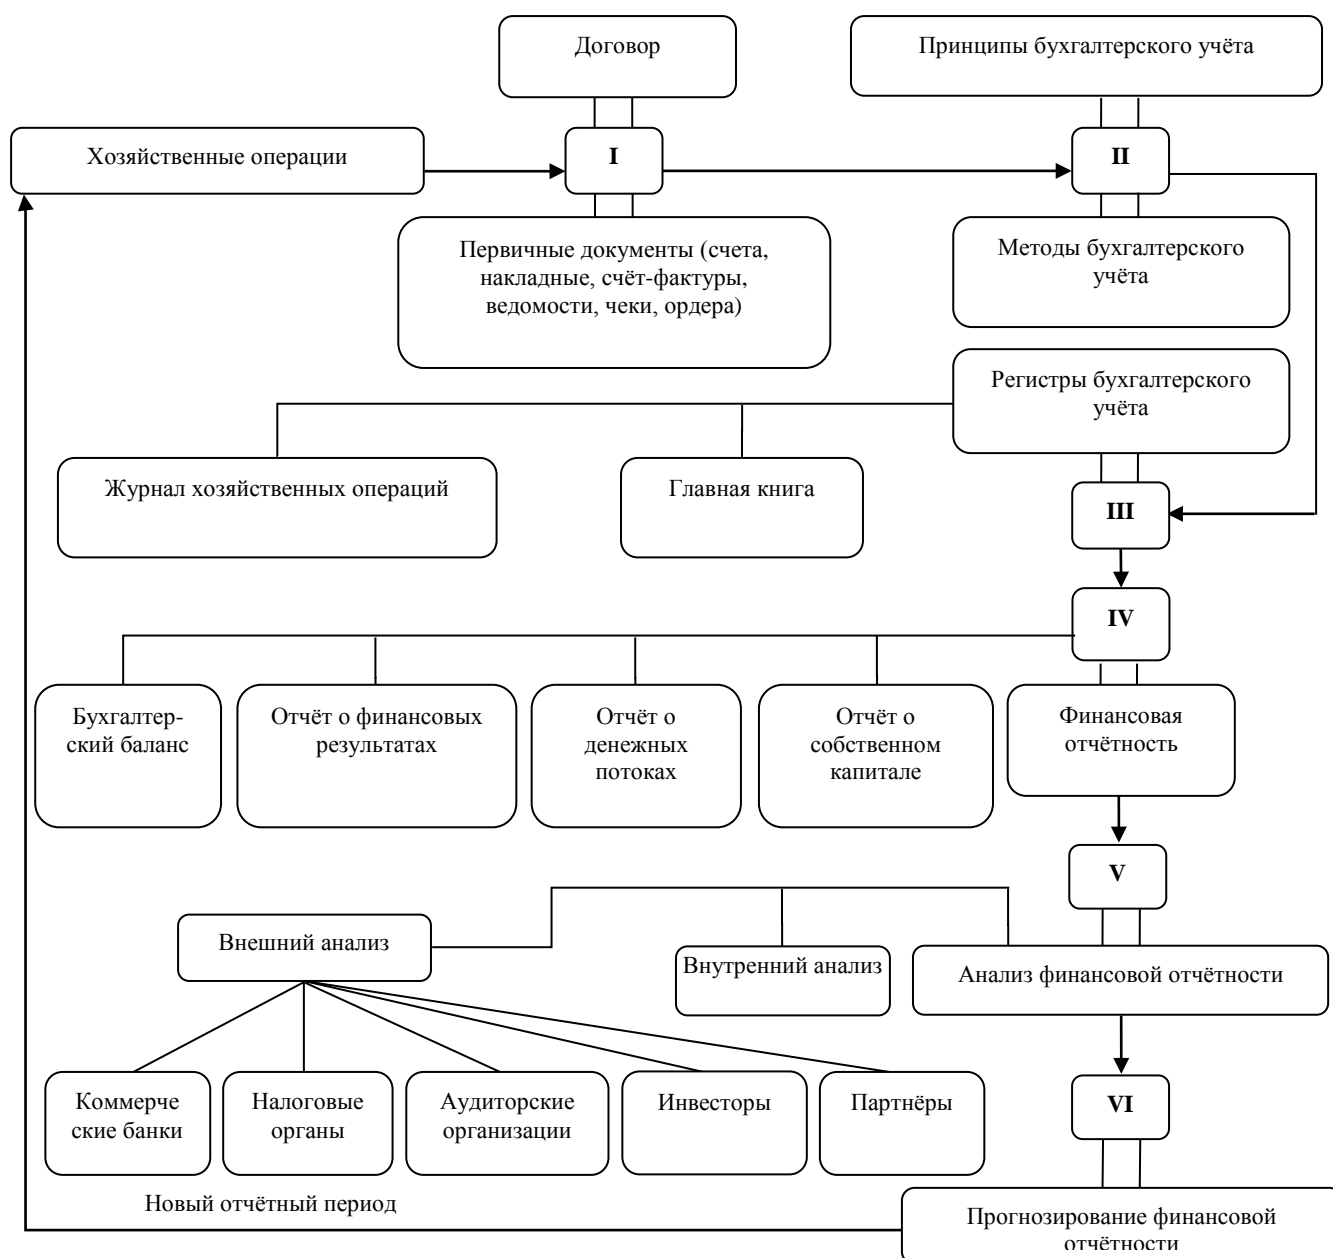 Договор
Принципы бухгалтерского учёта
Хозяйственные операции
I
II
Первичные документы (счета,
накладные, счёт-фактуры,
ведомости, чеки, ордера)
Методы бухгалтерского
учёта
Регистры бухгалтерского
учёта
Журнал хозяйственных операций
Главная книга
III
IV
Бухгалтер-
ский баланс
Отчёт о финансовых
результатах
Отчёт о
денежных
потоках
Отчёт о
собственном
капитале
Финансовая
отчётность
V
Внешний анализ
Внутренний анализ
Анализ финансовой отчётности
Коммерче
ские банки
Налоговые
органы
Аудиторские
организации
Инвесторы
Партнёры
VI
Новый отчётный период
Прогнозирование финансовой
отчётности